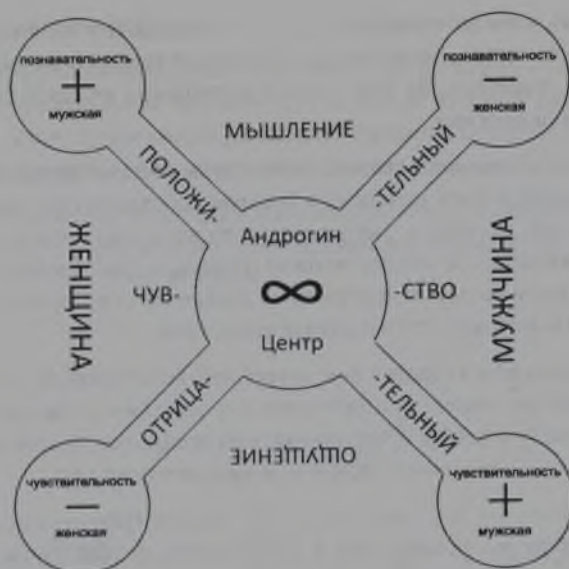 познавательность
+
мужская
познавательность
—
женская
МЫШЛЕНИЕ
ПОЛОЖИ-
-ТЕЛЬНЫЙ
ЖЕНЩИНА
МУЖЧИНА
Андрогин
ЧУВ-
∞
-СТВО
Центр
ОТРИЦА-
-ТЕЛЬНЫЙ
ОЩУЩЕНИЕ
чувствительность
—
женская
чувствительность
+
мужская